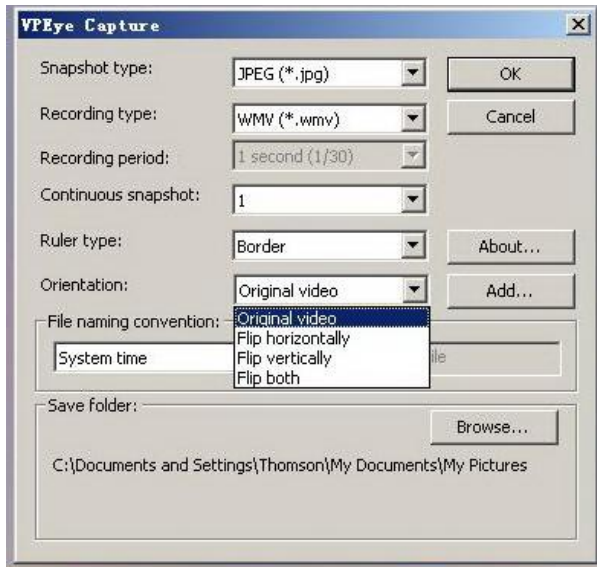 VPEye Capture
Snapshot type: JPEG (*.jpg) OK
Recording type: WMV (*.wmv) Cancel
Recording period: 1 second (1/30)
Continuous snapshot: 1
Ruler type: Border About...
Orientation: Original video Add...
File naming convention: Original video
Flip horizontally
System time Flip vertically
Flip both
Save folder:
Browse...
C:\Documents and Settings\Thomson\My Documents\My Pictures